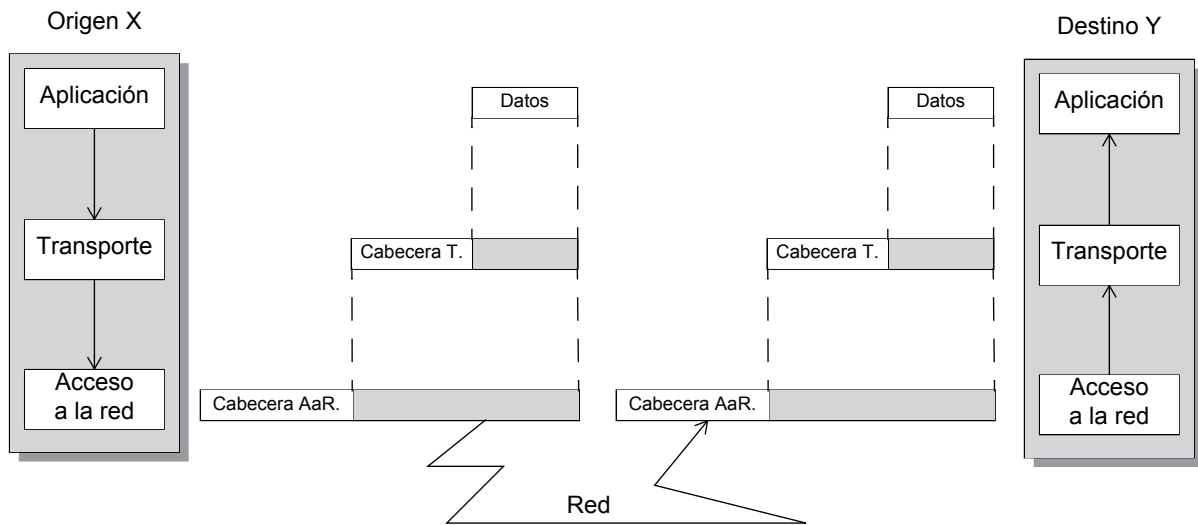 Origen X
Destino Y
Aplicación
Datos
Datos
Aplicación
Transporte
Cabecera T.
Cabecera T.
Transporte
Acceso
a la red
Cabecera AaR.
Cabecera AaR.
Acceso
a la red
Red